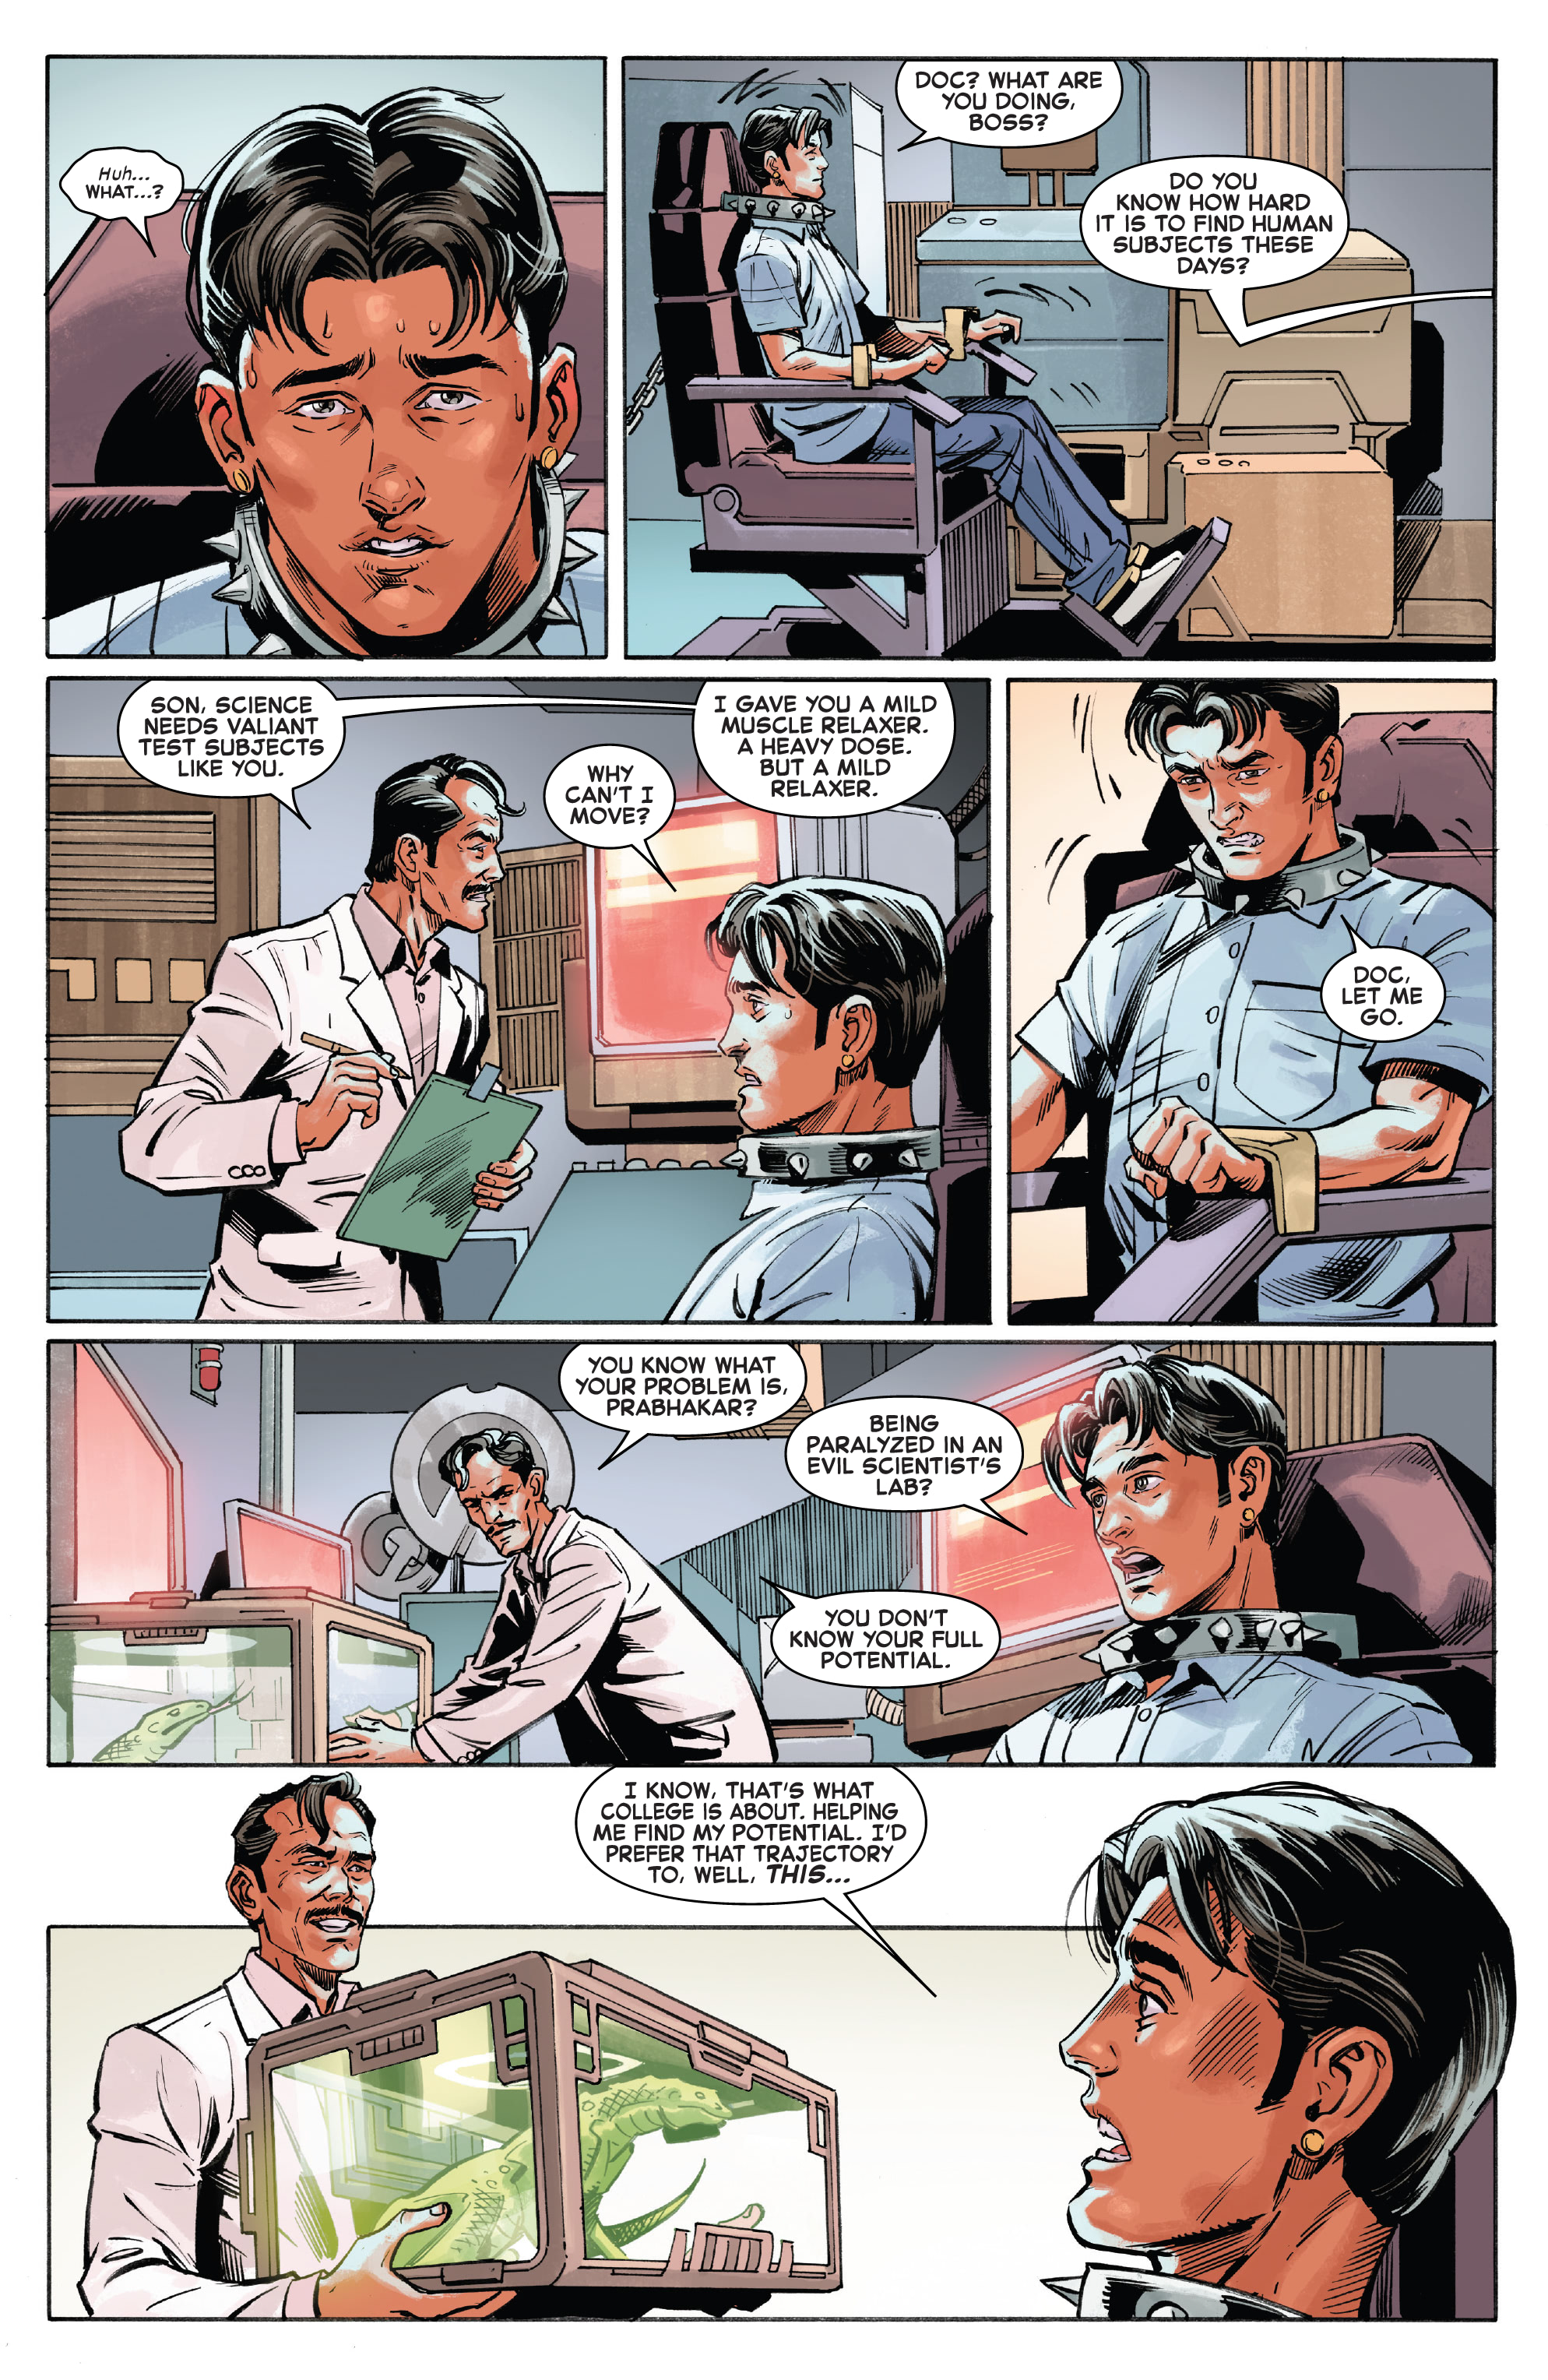 Huh...
WHAT...?
DOC? WHAT ARE
YOU DOING,
BOSS?
DO YOU
KNOW HOW HARD
IT IS TO FIND HUMAN
SUBJECTS THESE
DAYS?
SON, SCIENCE
NEEDS VALIANT
TEST SUBJECTS
LIKE YOU.
WHY
CAN'T I
MOVE?
I GAVE YOU A MILD
MUSCLE RELAXER.
A HEAVY DOSE.
BUT A MILD
RELAXER.
DOC,
LET ME
GO.
YOU KNOW WHAT
YOUR PROBLEM IS,
PRABHAKAR?
BEING
PARALYZED IN AN
EVIL SCIENTIST'S
LAB?
YOU DON'T
KNOW YOUR FULL
POTENTIAL.
I KNOW, THAT'S WHAT
COLLEGE IS ABOUT. HELPING
ME FIND MY POTENTIAL. I'D
PREFER THAT TRAJECTORY
TO, WELL, THIS...